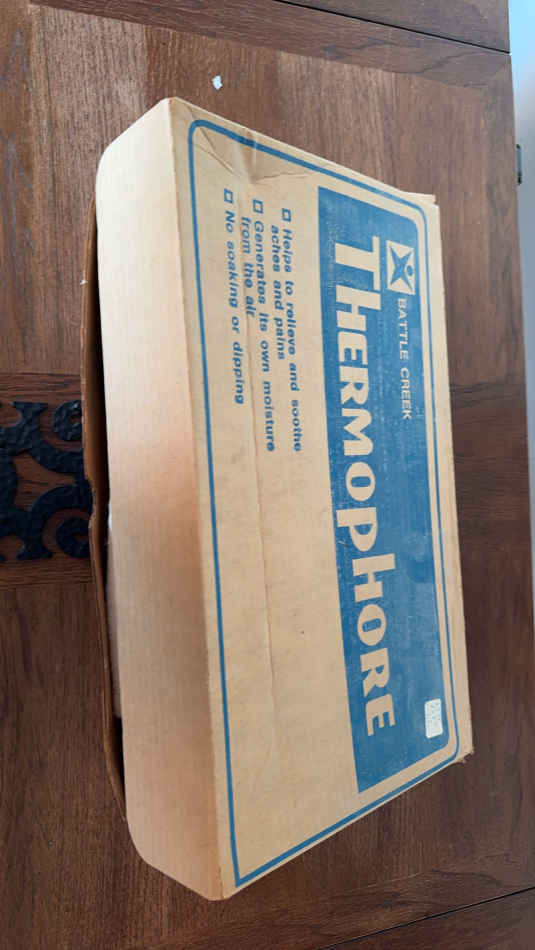 BATTLE CREEK
THERMOPHORE
Helps to relieve and soothe
aches and pains
Generates its own moisture
from the air
No soaking or dipping